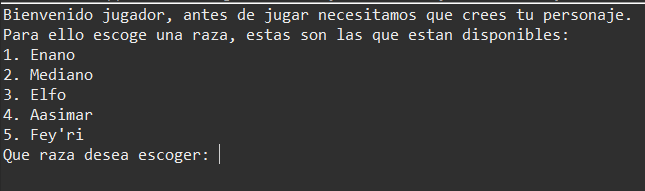 Bienvenido jugador, antes de jugar necesitamos que crees tu personaje.
Para ello escoge una raza, estas son las que estan disponibles:
1. Enano
2. Mediano
3. Elfo
4. Aasimar
5. Fey'ri
Que raza desea escoger: